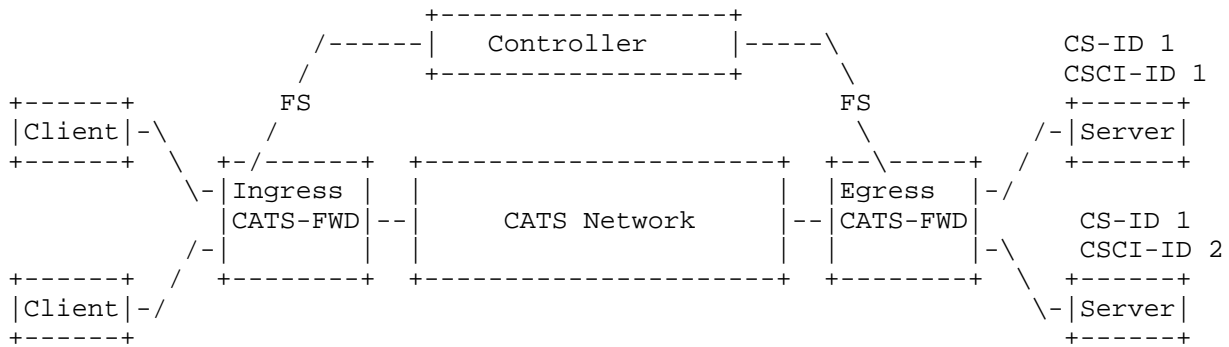 Controller
CS-ID 1
CSCI-ID 1
FS FS
Client Server
Ingress Egress
CATS-FWD CATS Network CATS-FWD CS-ID 1
CSCI-ID 2
Client Server